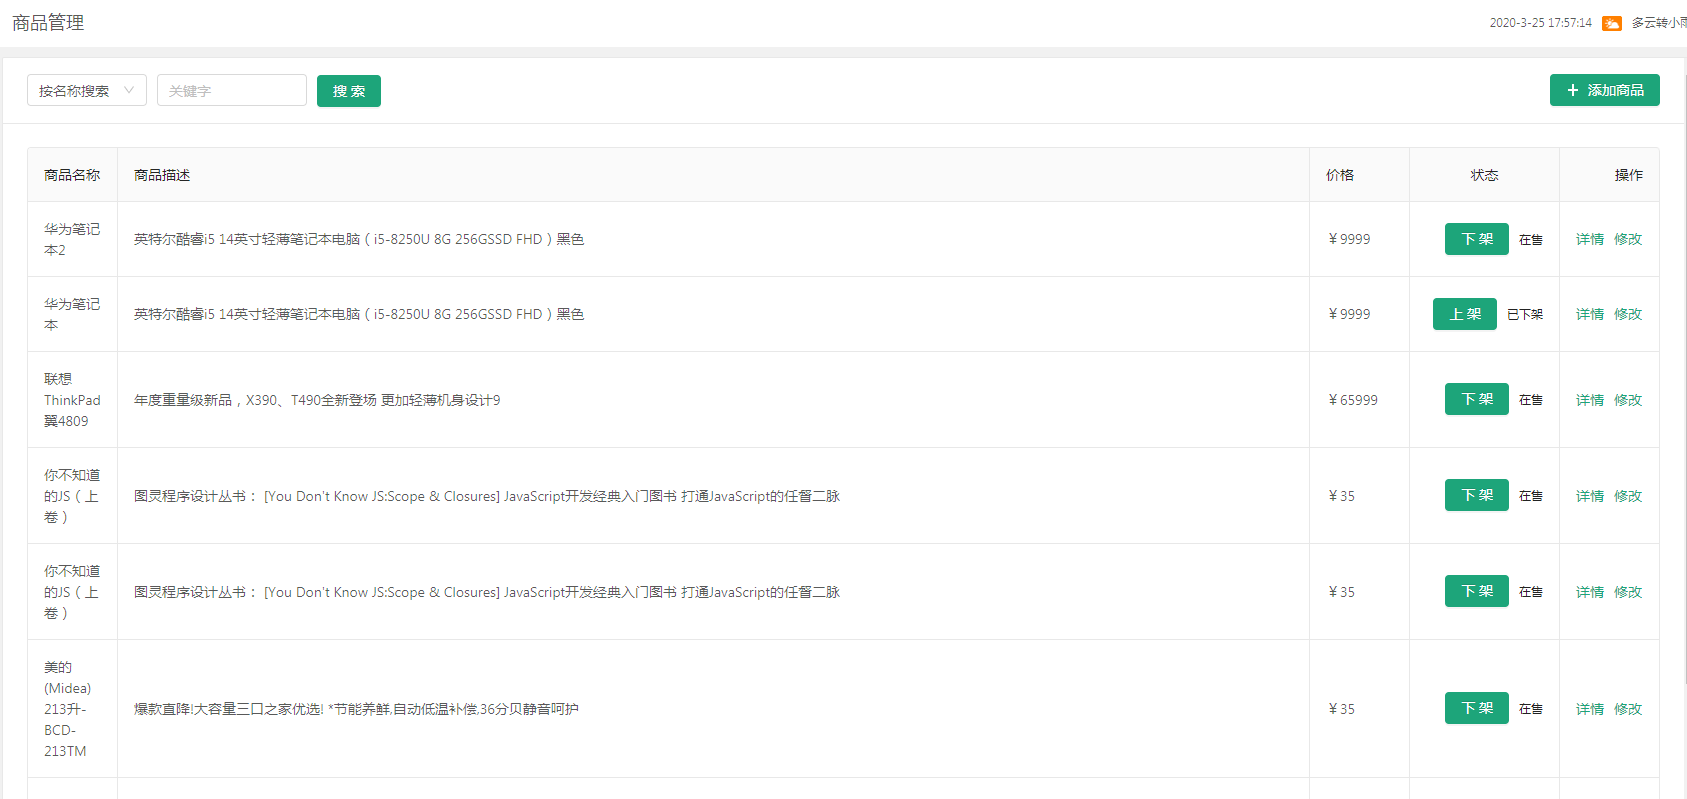 商品管理
2020-3-25 17:57:14 多云转小雨
按名称搜索 关键字 搜 索 + 添加商品
商品名称 商品描述 价格 状态 操作
华为笔记
本2
英特尔酷睿i5 14英寸轻薄笔记本电脑（i5-8250U 8G 256GSSD FHD）黑色 ￥9999 下 架 在售 详情 修改
华为笔记
本
英特尔酷睿i5 14英寸轻薄笔记本电脑（i5-8250U 8G 256GSSD FHD）黑色 ￥9999 上 架 已下架 详情 修改
联想
ThinkPad
翼4809
年度重量级新品，X390、T490全新登场 更加轻薄机身设计9 ￥65999 下 架 在售 详情 修改
你不知道
的JS（上
卷）
图灵程序设计丛书： [You Don't Know JS:Scope & Closures] JavaScript开发经典入门图书 打通JavaScript的任督二脉 ￥35 下 架 在售 详情 修改
你不知道
的JS（上
卷）
图灵程序设计丛书： [You Don't Know JS:Scope & Closures] JavaScript开发经典入门图书 打通JavaScript的任督二脉 ￥35 下 架 在售 详情 修改
美的
(Midea)
213升-
BCD-
213TM
爆款直降!大容量三口之家优选! *节能养鲜,自动低温补偿,36分贝静音呵护 ￥35 下 架 在售 详情 修改